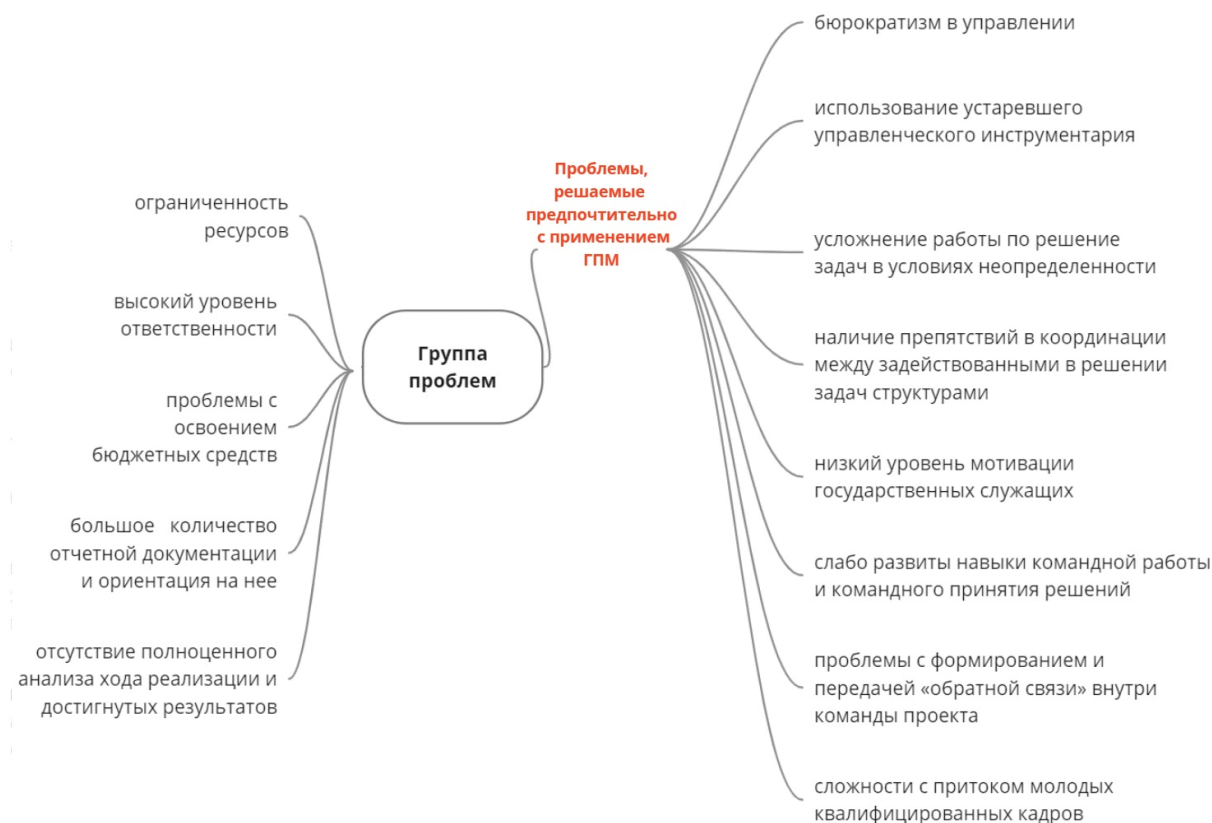 ограниченность
ресурсов
высокий уровень
ответственности
проблемы с
освоением
бюджетных средств
большое количество
отчетной документации
и ориентация на нее
отсутствие полноценного
анализа хода реализации и
достигнутых результатов
Группа
проблем
Проблемы,
решаемые
предпочтительно
с применением
ГПМ
бюрократизм в управлении
использование устаревшего
управленческого инструментария
усложнение работы по решение
задач в условиях неопределенности
наличие препятствий в координации
между задействованными в решении
задач структурами
низкий уровень мотивации
государственных служащих
слабо развиты навыки командной работы
и командного принятия решений
проблемы с формированием и
передачей «обратной связи» внутри
команды проекта
сложности с притоком молодых
квалифицированных кадров